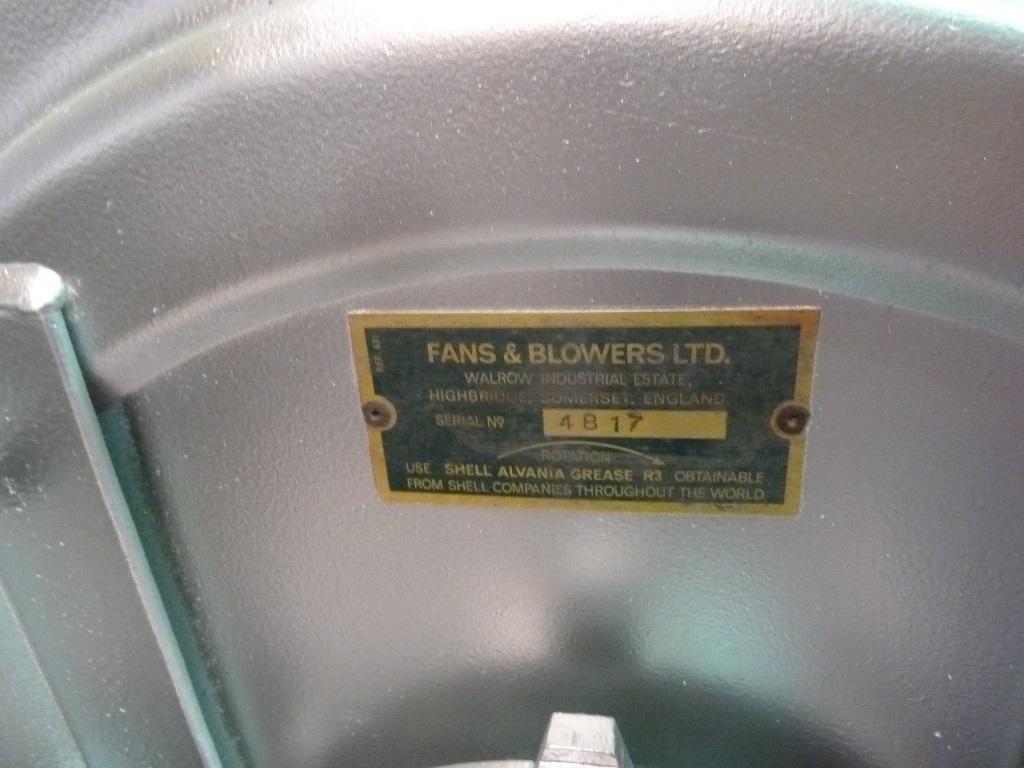 FANS & BLOWERS LTD.
WALROW INDUSTRIAL ESTATE,
HIGHBRIDGE, SOMERSET, ENGLAND
SERIAL Nº 4817
ROTATION
USE SHELL ALVANIA GREASE R3 OBTAINABLE
FROM SHELL COMPANIES THROUGHOUT THE WORLD